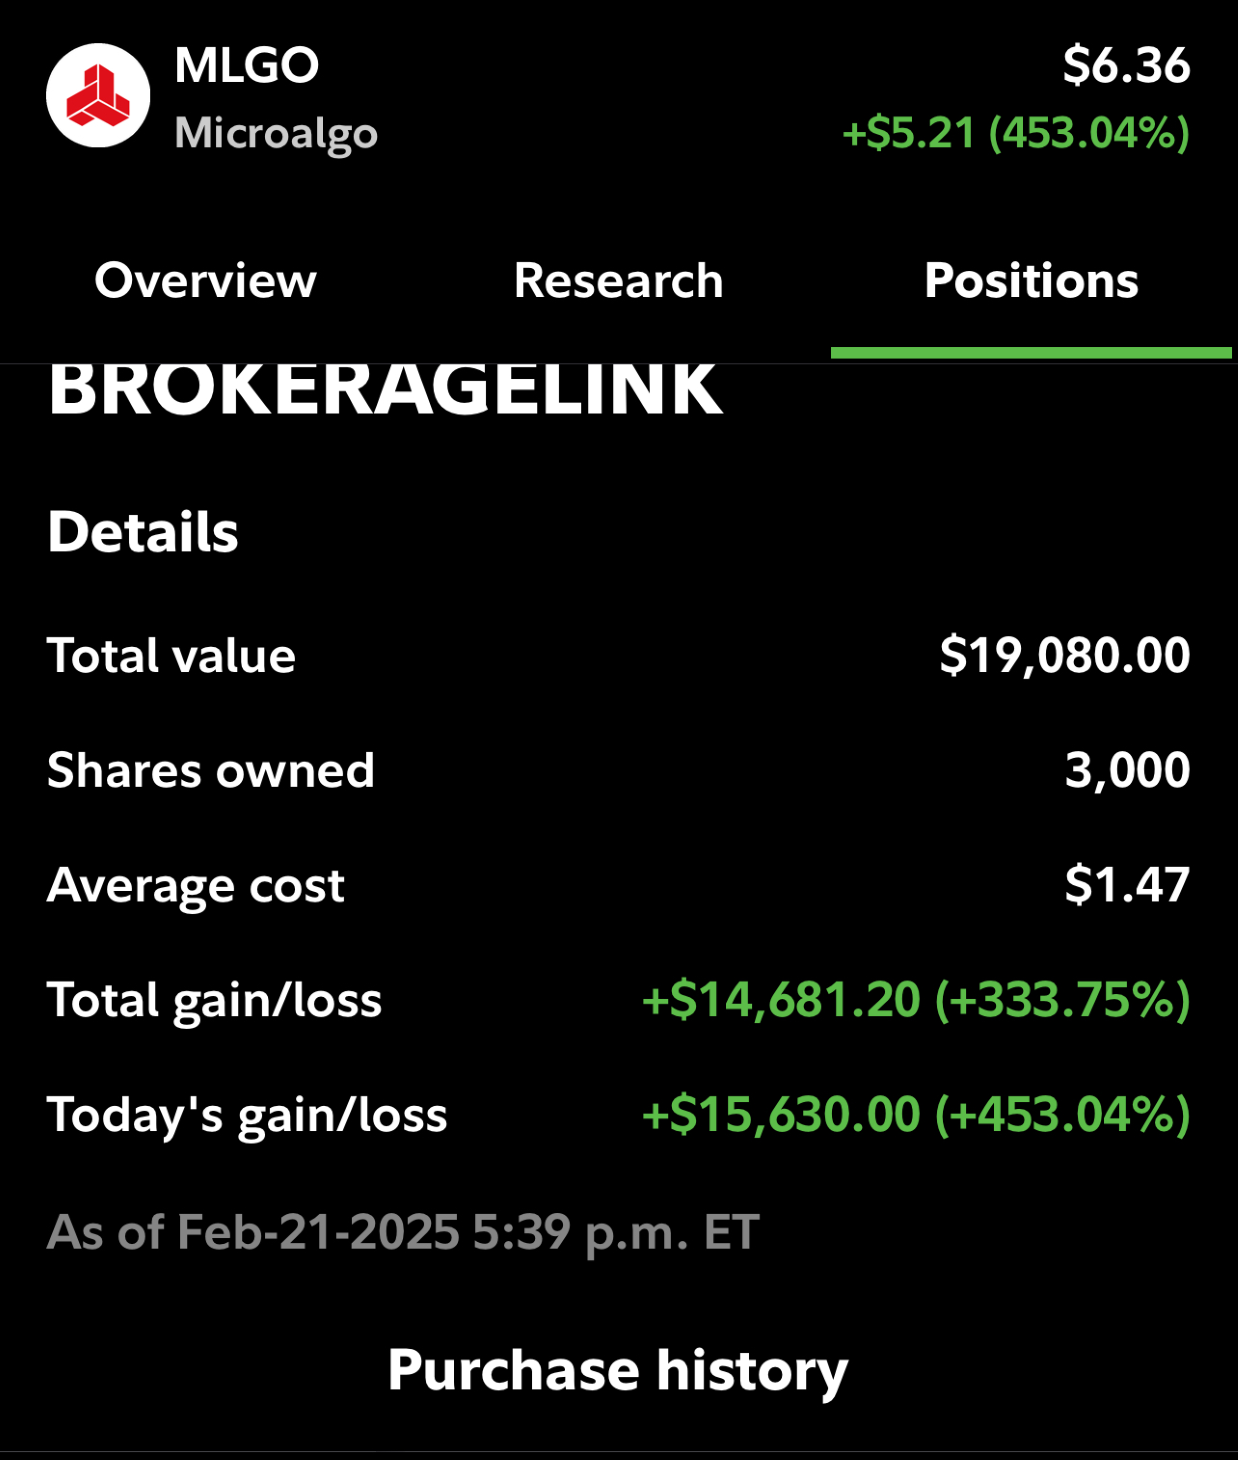 MLGO $6.36
Microalgo +$5.21 (453.04%)
Overview Research Positions
BROKERAGELINK
Details
Total value $19,080.00
Shares owned 3,000
Average cost $1.47
Total gain/loss +$14,681.20 (+333.75%)
Today's gain/loss +$15,630.00 (+453.04%)
As of Feb-21-2025 5:39 p.m. ET
Purchase history